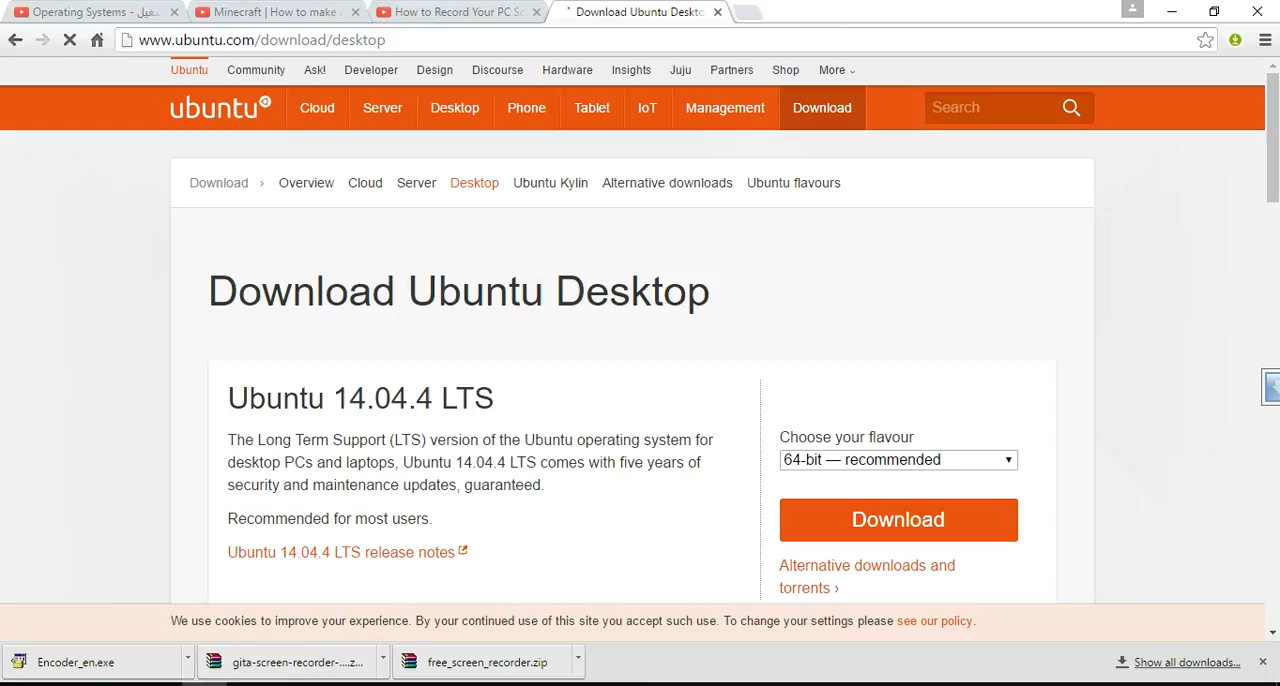 Operating Systems - تشغيل
Minecraft | How to make
How to Record Your PC Sc
Download Ubuntu Deskto
www.ubuntu.com/download/desktop
Ubuntu Community Ask! Developer Design Discourse Hardware Insights Juju Partners Shop More
ubuntu Cloud Server Desktop Phone Tablet IoT Management Download Search
Download › Overview Cloud Server Desktop Ubuntu Kylin Alternative downloads Ubuntu flavours
Download Ubuntu Desktop
Ubuntu 14.04.4 LTS
The Long Term Support (LTS) version of the Ubuntu operating system for
desktop PCs and laptops, Ubuntu 14.04.4 LTS comes with five years of
security and maintenance updates, guaranteed.
Recommended for most users.
Ubuntu 14.04.4 LTS release notes
Choose your flavour
64-bit — recommended
Download
Alternative downloads and
torrents ›
We use cookies to improve your experience. By your continued use of this site you accept such use. To change your settings please see our policy.
Encoder_en.exe
gita-screen-recorder-....z...
free_screen_recorder.zip
Show all downloads...